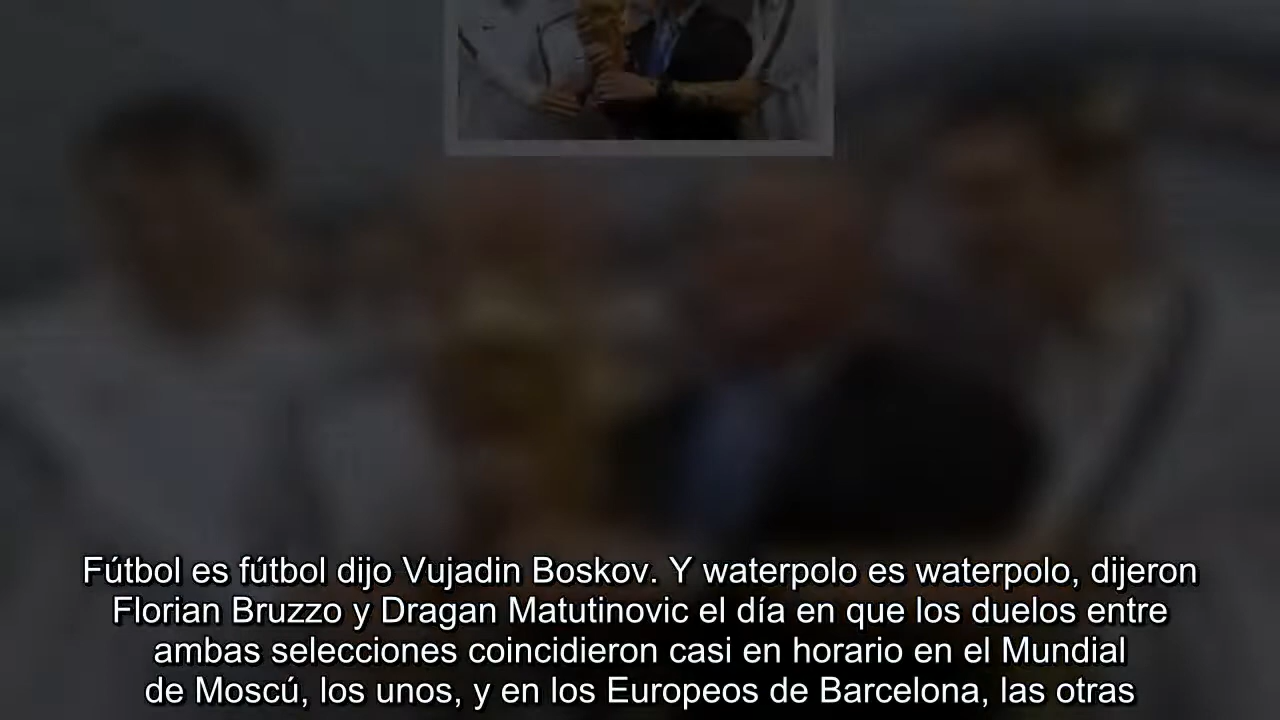 Fútbol es fútbol dijo Vujadin Boskov. Y waterpolo es waterpolo, dijeron
Florian Bruzzo y Dragan Matutinovic el día en que los duelos entre
ambas selecciones coincidieron casi en horario en el Mundial
de Moscú, los unos, y en los Europeos de Barcelona, las otras